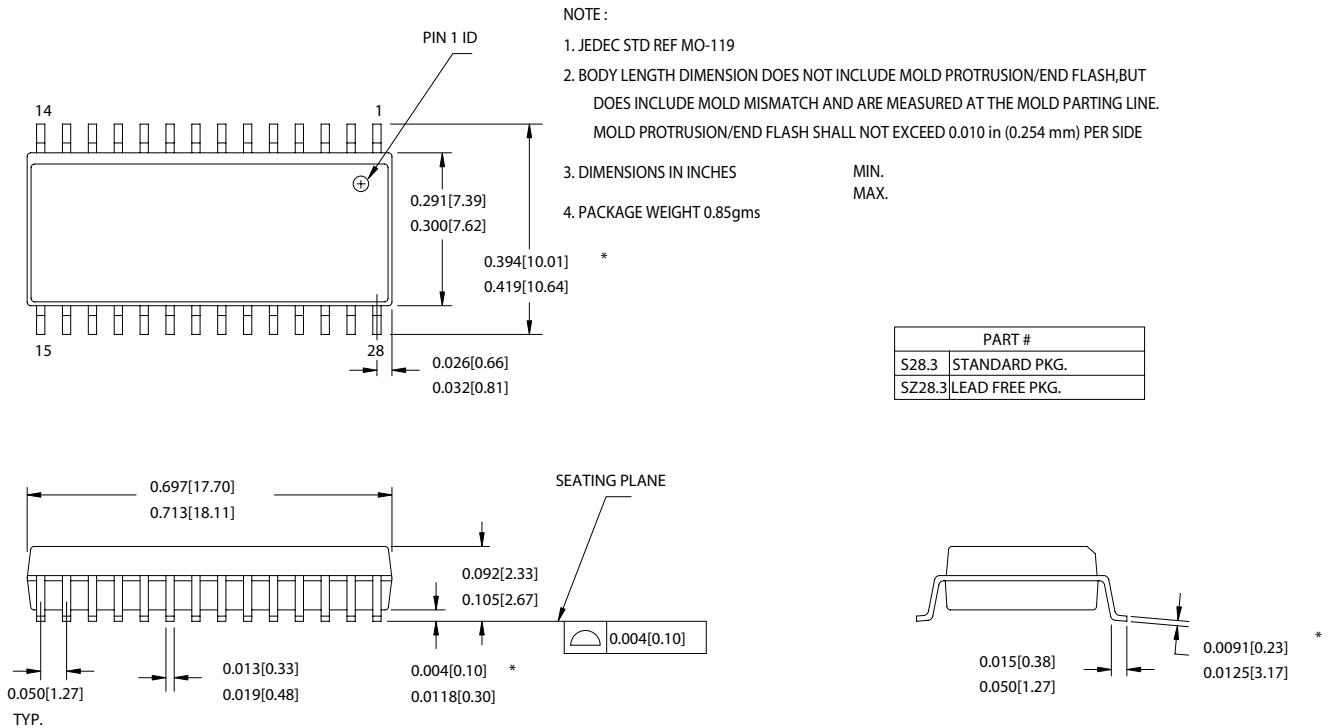 NOTE :
1. JEDEC STD REF MO-119
2. BODY LENGTH DIMENSION DOES NOT INCLUDE MOLD PROTRUSION/END FLASH,BUT
DOES INCLUDE MOLD MISMATCH AND ARE MEASURED AT THE MOLD PARTING LINE.
MOLD PROTRUSION/END FLASH SHALL NOT EXCEED 0.010 in (0.254 mm) PER SIDE
3. DIMENSIONS IN INCHES MIN.
MAX.
4. PACKAGE WEIGHT 0.85gms
PIN 1 ID
14 1
0.291[7.39]
0.300[7.62]
0.394[10.01] *
0.419[10.64]
15 28
0.026[0.66]
0.032[0.81]
PART #
S28.3 STANDARD PKG.
SZ28.3 LEAD FREE PKG.
0.697[17.70]
0.713[18.11]
SEATING PLANE
0.092[2.33]
0.105[2.67]
0.004[0.10]
0.050[1.27]
TYP.
0.013[0.33]
0.019[0.48]
0.004[0.10] *
0.0118[0.30]
0.015[0.38]
0.050[1.27]
0.0091[0.23] *
0.0125[3.17]